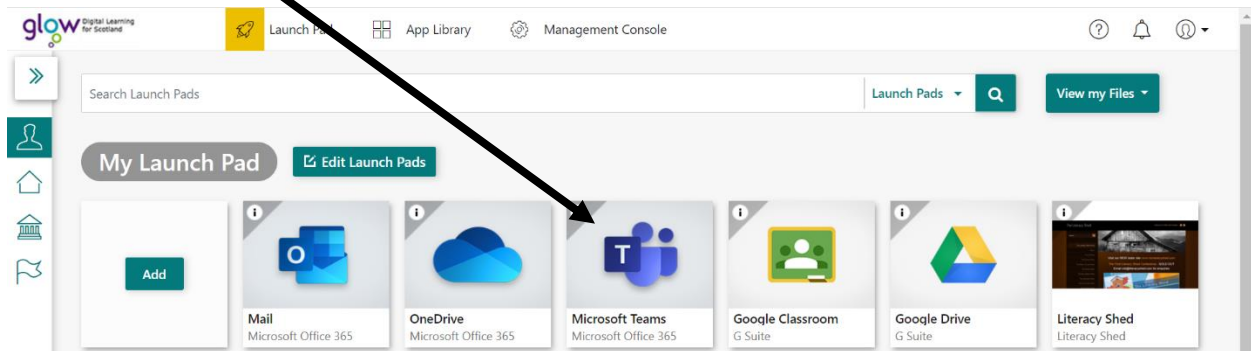 glow Digital Learning
for Scotland
Launch Pad
App Library
Management Console
Search Launch Pads
Launch Pads
View my Files
My Launch Pad
Edit Launch Pads
Add
Mail
Microsoft Office 365
OneDrive
Microsoft Office 365
T
Microsoft Teams
Microsoft Office 365
Google Classroom
G Suite
Google Drive
G Suite
Literacy Shed
Literacy Shed